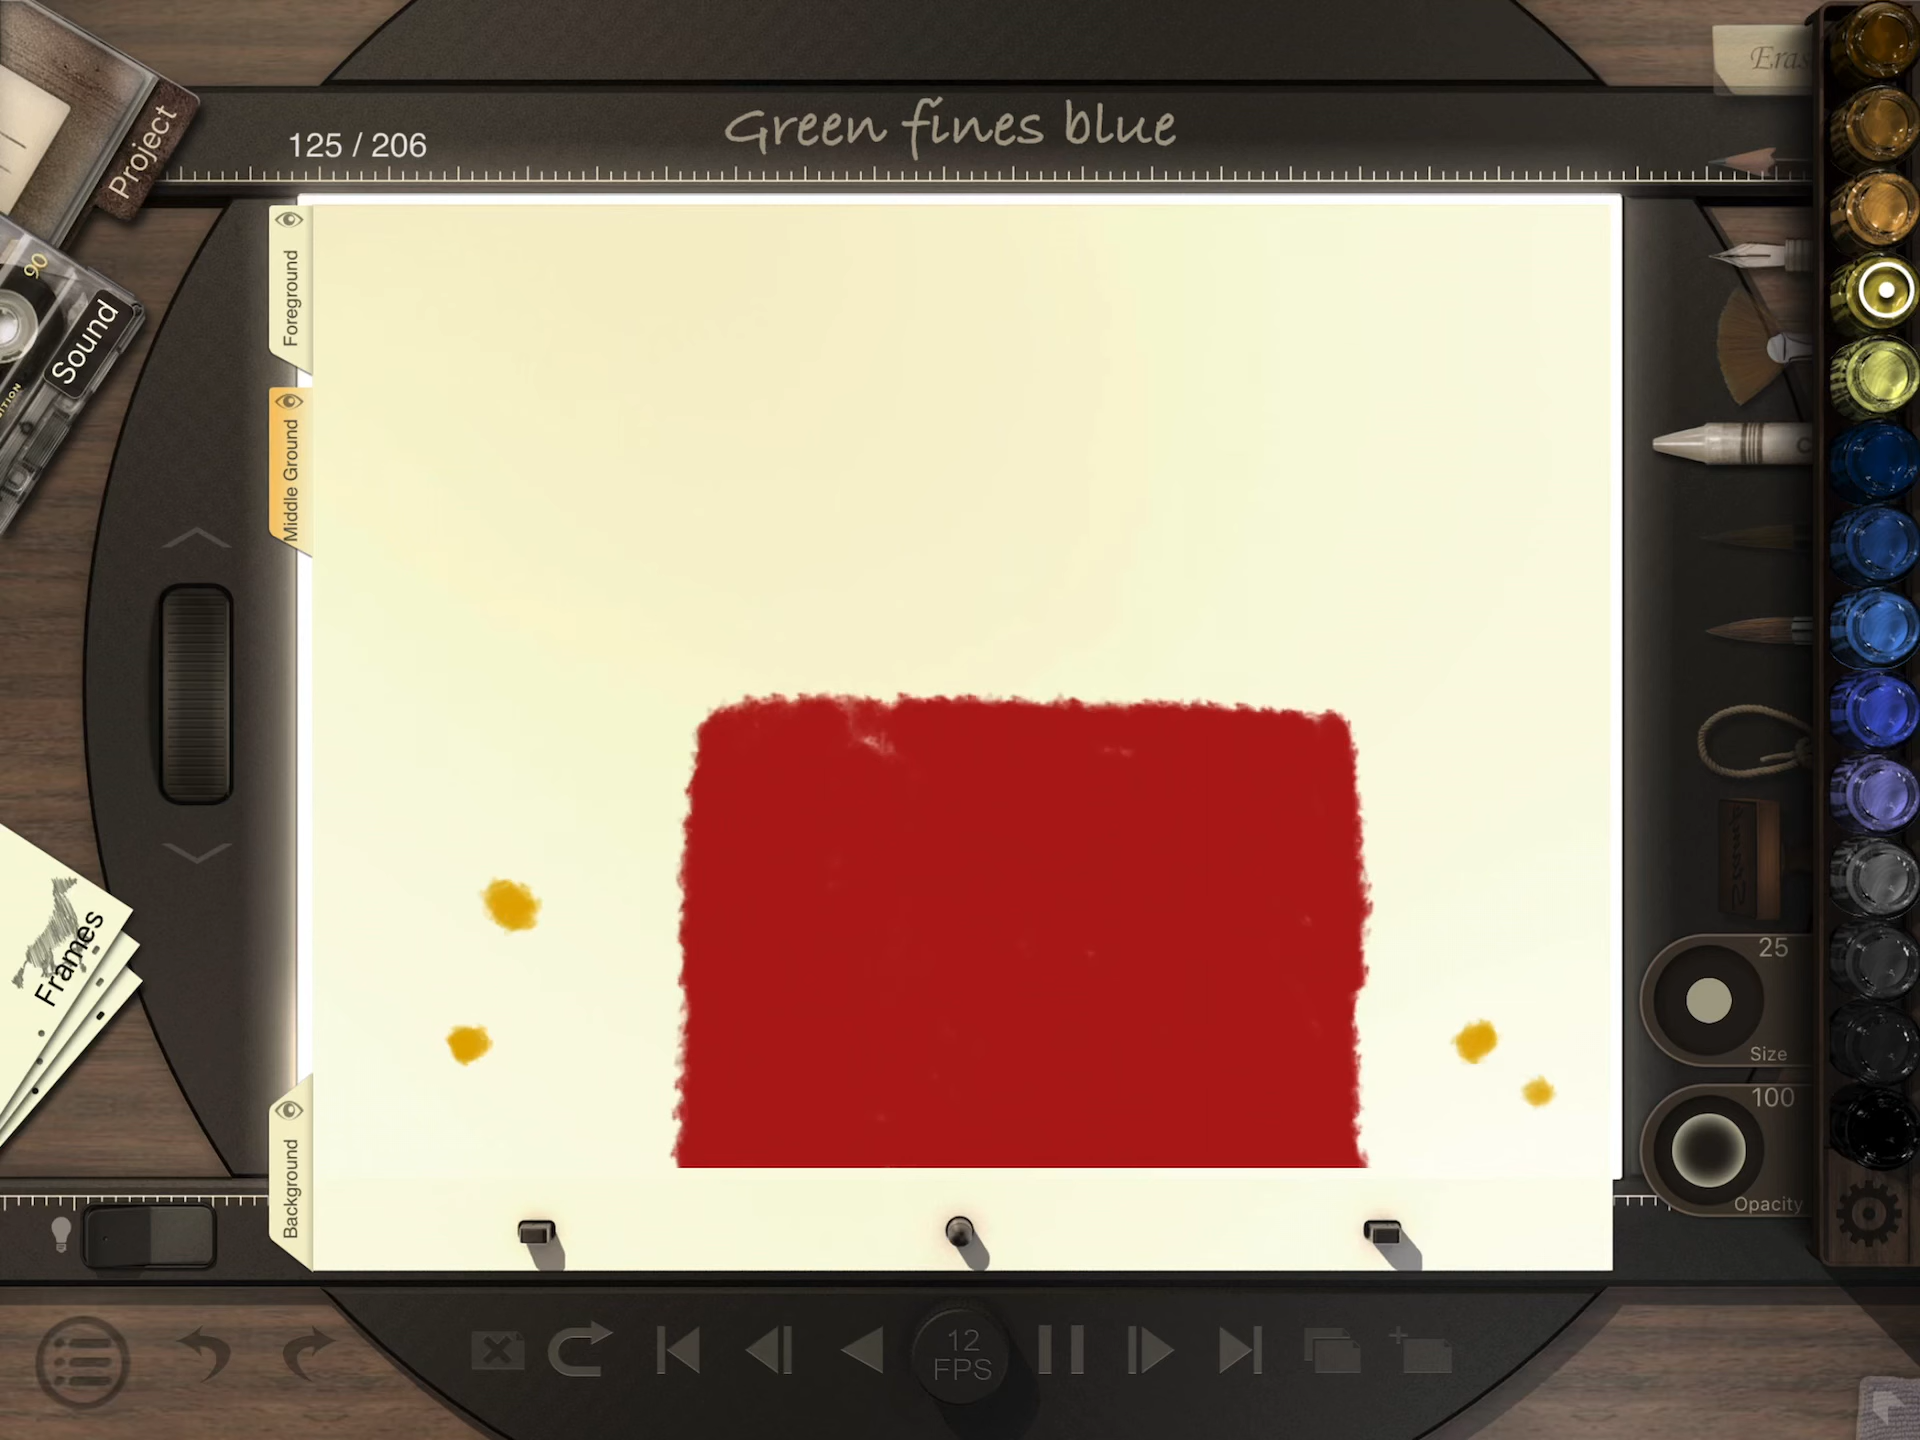 Eras
Green fines blue
125 / 206
Project
90
Sound
Foreground
Middle Ground
Frames
25
Size
100
Opacity
Background
12
FPS